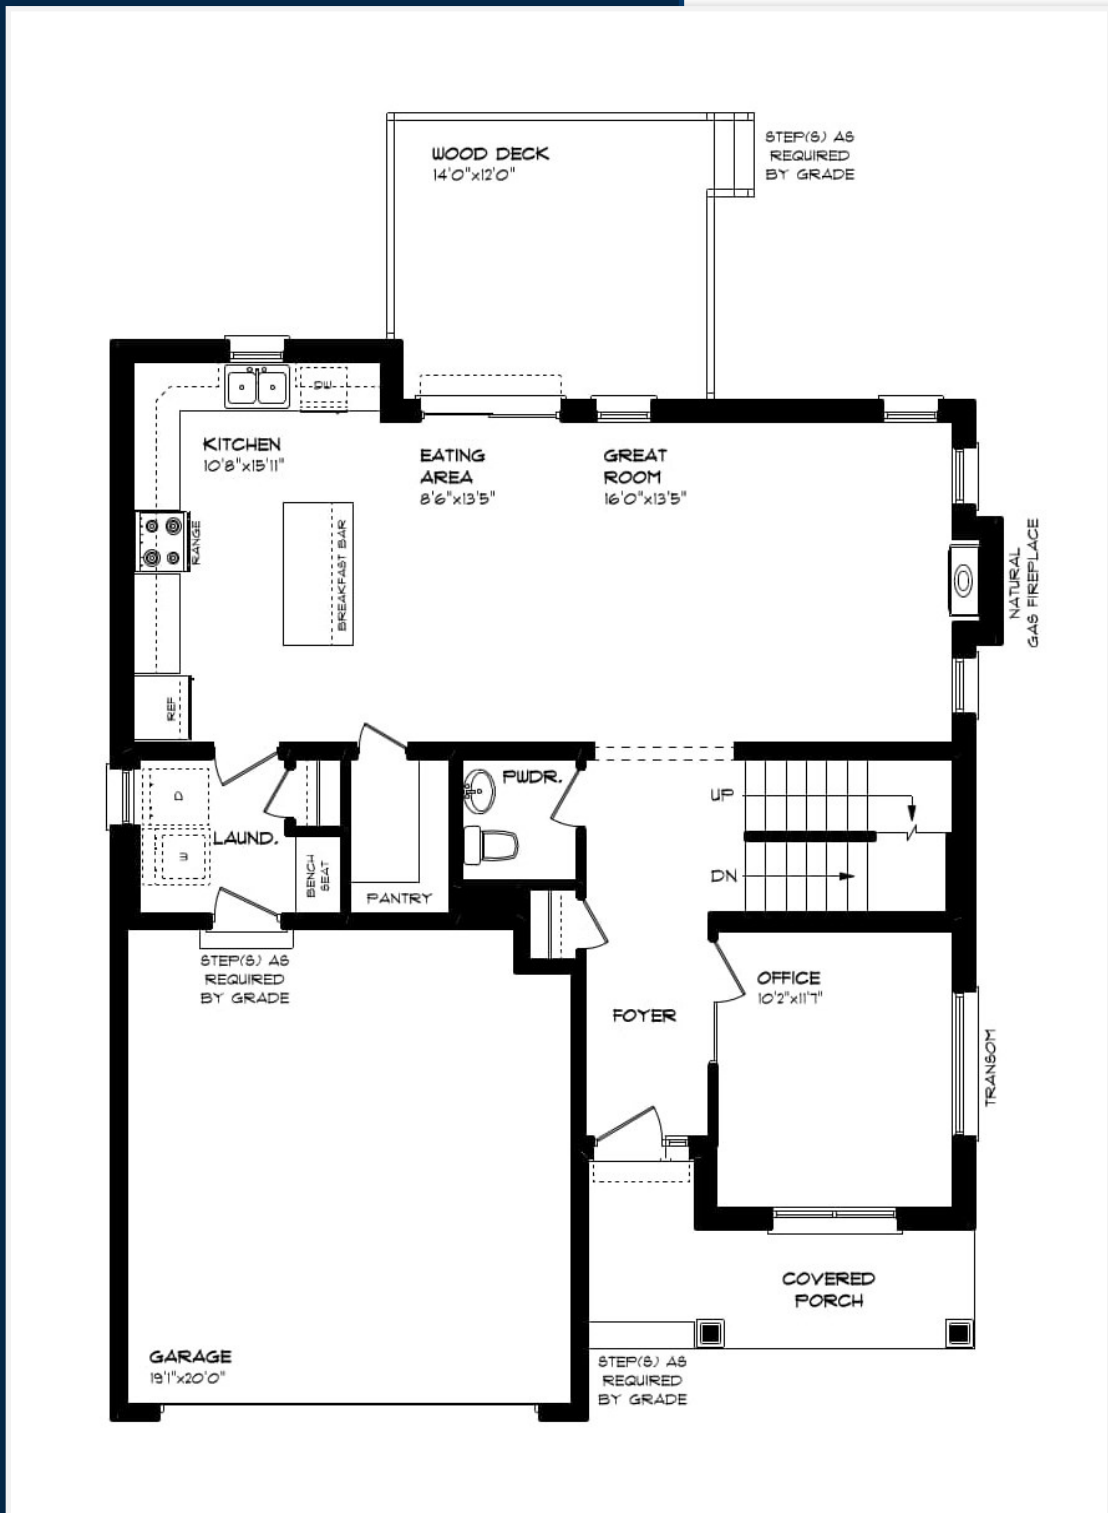 WOOD DECK
14'0"x12'0"
STEP(S) AS
REQUIRED
BY GRADE
DW
KITCHEN
10'8"x15'11"
EATING
AREA
8'6"x13'5"
GREAT
ROOM
16'0"x13'5"
RANGE
BREAKFAST BAR
NATURAL
GAS FIREPLACE
REF
D
W
LAUND.
BENCH
SEAT
PANTRY
PWDR.
UP
DN
STEP(S) AS
REQUIRED
BY GRADE
FOYER
OFFICE
10'2"x11'7"
TRANSOM
COVERED
PORCH
GARAGE
19'1"x20'0"
STEP(S) AS
REQUIRED
BY GRADE